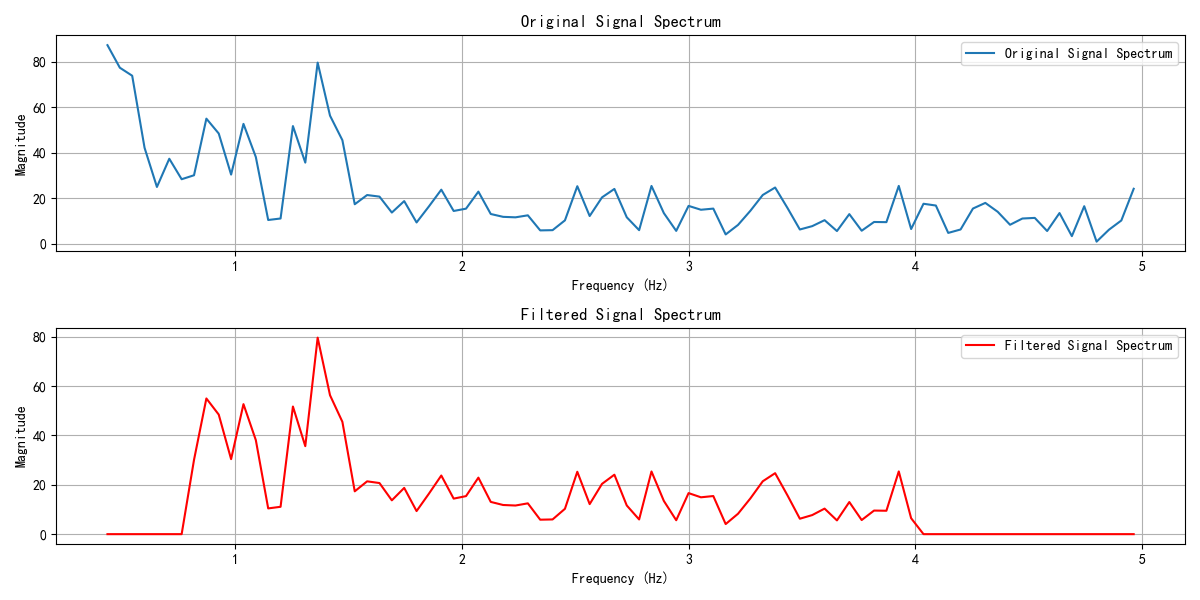 Original Signal Spectrum
Original Signal Spectrum
Magnitude
80
60
40
20
0
1 2 3 4 5
Frequency (Hz)
Filtered Signal Spectrum
Filtered Signal Spectrum
Magnitude
80
60
40
20
0
1 2 3 4 5
Frequency (Hz)